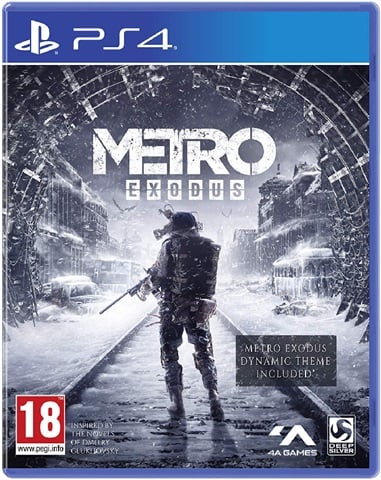 PS4
METRO
EXODUS
METRO EXODUS
DYNAMIC THEME
INCLUDED*
18
www.pegi.info
INSPIRED BY
THE NOVELS
OF DMITRY
GLUKHOVSKY
4A GAMES
DEEP
SILVER